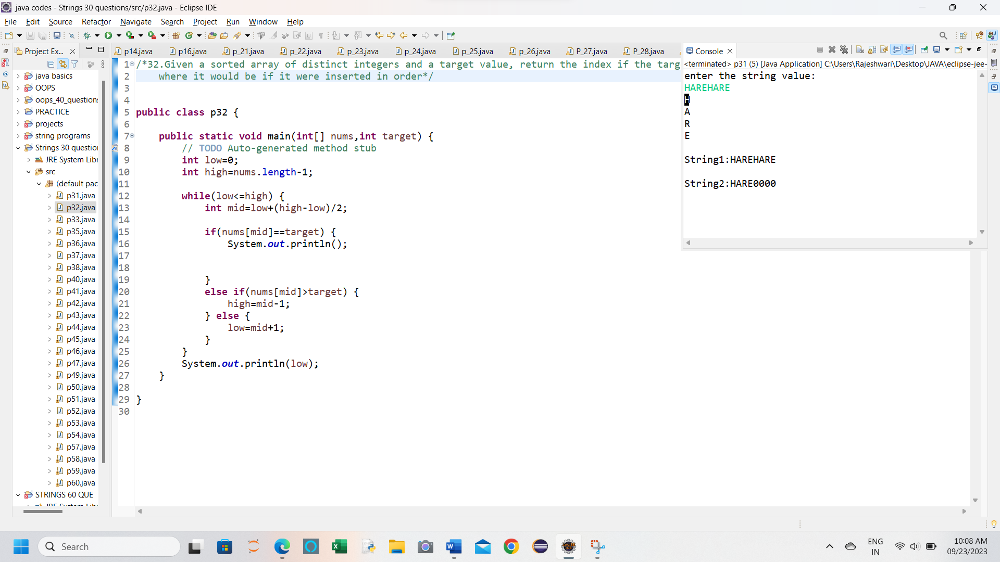 java codes - Strings 30 questions/src/p32.java - Eclipse IDE
File Edit Source Refactor Navigate Search Project Run Window Help
Project Ex...
p14.java p16.java p_21.java p_22.java p_23.java p_24.java p_25.java p_26.java P_27.java P_28.java
java basics
OOPS
oops_40_questions
PRACTICE
projects
string programs
Strings 30 question
JRE System Libr
src
(default pac
p31.java
p32.java
p33.java
p35.java
p36.java
p37.java
p38.java
p40.java
p41.java
p42.java
p43.java
p44.java
p45.java
p46.java
p47.java
p49.java
p50.java
p51.java
p52.java
p53.java
p54.java
p57.java
p58.java
p59.java
p60.java
STRINGS 60 QUE
JRE System Libr
1 /*32.Given a sorted array of distinct integers and a target value, return the index if the targ
2 where it would be if it were inserted in order*/
3
4
5 public class p32 {
6
7 public static void main(int[] nums,int target) {
8 // TODO Auto-generated method stub
9 int low=0;
10 int high=nums.length-1;
11
12 while(low<=high) {
13 int mid=low+(high-low)/2;
14
15 if(nums[mid]==target) {
16 System.out.println();
17
18
19 }
20 else if(nums[mid]>target) {
21 high=mid-1;
22 } else {
23 low=mid+1;
24 }
25 }
26 System.out.println(low);
27 }
28
29 }
30
Console
<terminated> p31 (5) [Java Application] C:\Users\Rajeshwari\Desktop\JAVA\eclipse-jee-
enter the string value:
HAREHARE
H
A
R
E
String1:HAREHARE
String2:HARE0000
Search
ENG
IN
10:08 AM
09/23/2023